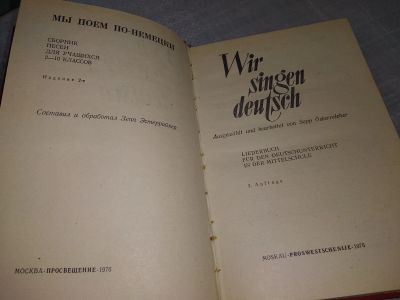 МЫ ПОЕМ ПО-НЕМЕЦКИ
СБОРНИК
ПЕСЕН
ДЛЯ УЧАЩИХСЯ
5—10 КЛАССОВ
Издание 2-е
Составил и обработал Зепп Эстеррайхер
МОСКВА «ПРОСВЕЩЕНИЕ» 1976
Wir
singen
deutsch
Ausgewählt und bearbeitet von Sepp Österreicher
LIEDERBUCH
FÜR DEN DEUTSCHUNTERRICHT
IN DER MITTELSCHULE
2. Auflage
MOSKAU «PROSWESTSCHENIJE» 1976